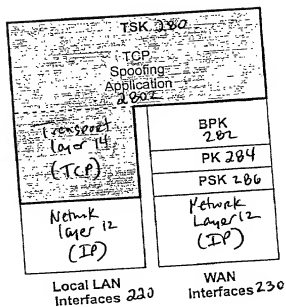 TSK 280
TCP
Spoofing
Application
2802
Transport
layer 14
(TCP)
BPK
282
PK 284
PSK 286
Network
layer 12
(IP)
Network
Layer 12
(IP)
Local LAN
Interfaces 220
WAN
Interfaces 230